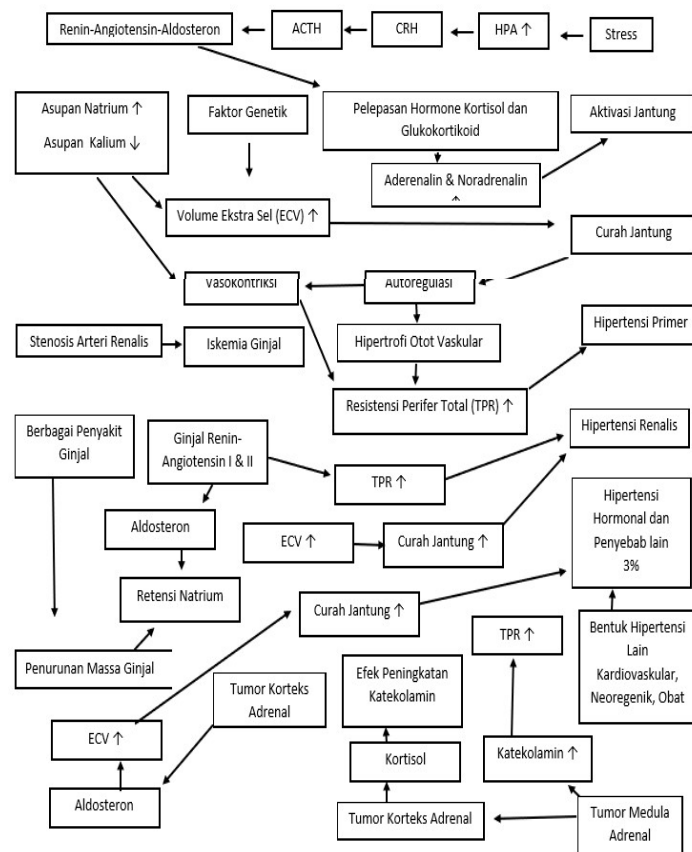 Renin-Angiotensin-Aldosteron
ACTH
CRH
HPA ↑
Stress
Asupan Natrium ↑
Asupan Kalium ↓
Faktor Genetik
Pelepasan Hormone Kortisol dan
Glukokortikoid
Aktivasi Jantung
Aderenalin & Noradrenalin
↑
Volume Ekstra Sel (ECV) ↑
Curah Jantung
Vasokontriksi
Autoregulasi
Hipertensi Primer
Stenosis Arteri Renalis
Iskemia Ginjal
Hipertrofi Otot Vaskular
Resistensi Perifer Total (TPR) ↑
Berbagai Penyakit
Ginjal
Ginjal Renin-
Angiotensin I & II
Hipertensi Renalis
TPR ↑
Aldosteron
ECV ↑
Curah Jantung ↑
Hipertensi
Hormonal dan
Penyebab lain
3%
Retensi Natrium
Curah Jantung ↑
TPR ↑
Bentuk Hipertensi
Lain
Kardiovaskular,
Neoregenik, Obat
Penurunan Massa Ginjal
Tumor Korteks
Adrenal
Efek Peningkatan
Katekolamin
ECV ↑
Kortisol
Katekolamin ↑
Aldosteron
Tumor Korteks Adrenal
Tumor Medula
Adrenal